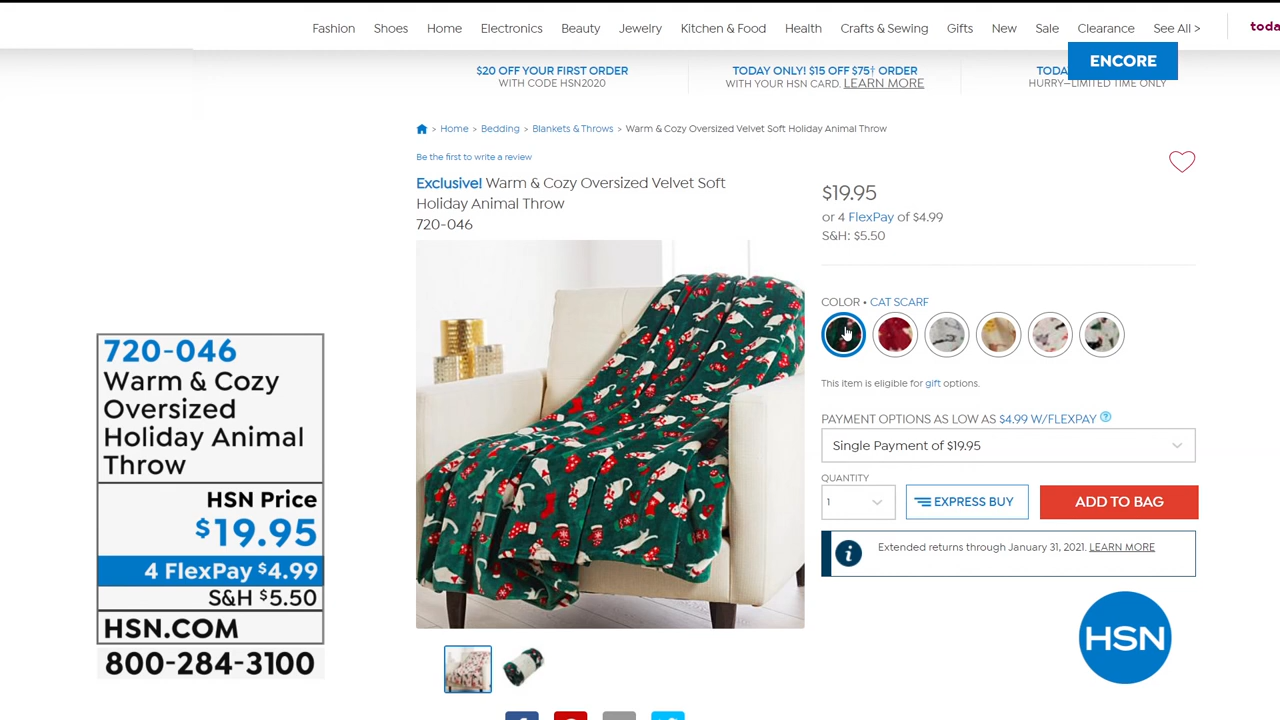 Fashion Shoes Home Electronics Beauty Jewelry Kitchen & Food Health Crafts & Sewing Gifts New Sale Clearance See All > toda
ENCORE
$20 OFF YOUR FIRST ORDER
WITH CODE HSN2020
TODAY ONLY! $15 OFF $75† ORDER
WITH YOUR HSN CARD. LEARN MORE
TODA
HURRY—LIMITED TIME ONLY
> Home > Bedding > Blankets & Throws > Warm & Cozy Oversized Velvet Soft Holiday Animal Throw
Be the first to write a review
Exclusive! Warm & Cozy Oversized Velvet Soft
Holiday Animal Throw
720-046
$19.95
or 4 FlexPay of $4.99
S&H: $5.50
COLOR • CAT SCARF
This item is eligible for gift options.
PAYMENT OPTIONS AS LOW AS $4.99 W/FLEXPAY ?
Single Payment of $19.95
QUANTITY
1
EXPRESS BUY
ADD TO BAG
i Extended returns through January 31, 2021. LEARN MORE
720-046
Warm & Cozy
Oversized
Holiday Animal
Throw
HSN Price
$19.95
4 FlexPay $4.99
S&H $5.50
HSN.COM
800-284-3100
HSN